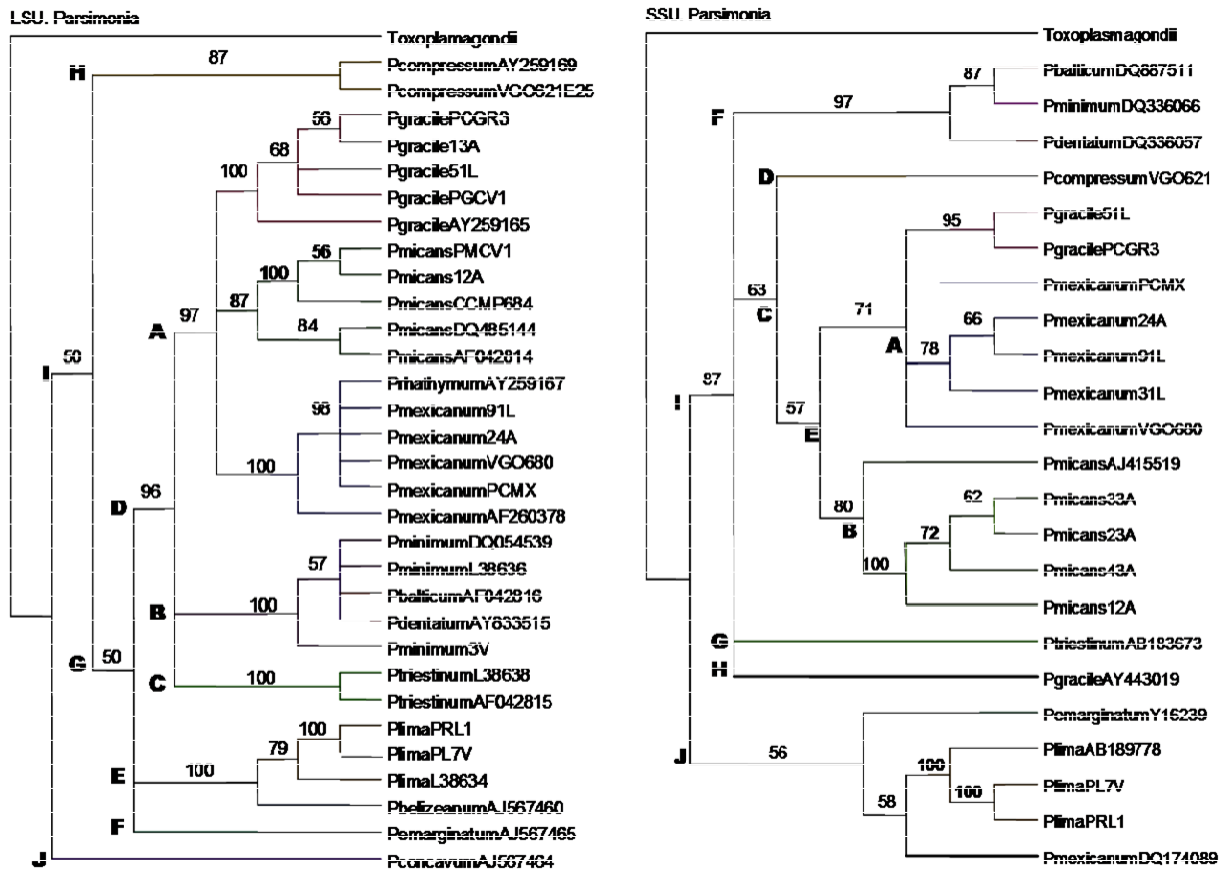 LSU. Parsimonia
Toxoplamagondii
87
H
PcompressumAY259169
PcompressumVGO621E25
56
PgracilePCGR3
Pgracile13A
68
100
Pgracile51L
PgracilePGCV1
PgracileAY259165
56
PmicansPMCV1
100
Pmicans12A
87
PmicansCCMP684
97
A
84
PmicansDQ485144
PmicansAF042814
50
I
PrhathymumAY259167
98
Pmexicanum91L
Pmexicanum24A
100
PmexicanumVGO680
PmexicanumPCMX
PmexicanumAF260378
96
D
PminimumDQ054539
57
PminimumL38636
PbalticumAF042816
B
100
PdentatumAY833515
Pminimum3V
50
G
C
100
PtriestinumL38638
PtriestinumAF042815
100
PlimaPRL1
79
PlimaPL7V
E
100
PlimaL38634
PbelizeanumAJ567460
F
PemarginatumAJ567465
J
PconcavumAJ567464
SSU. Parsimonia
Toxoplasmagondii
87
PbalticumDQ887511
97
F
PminimumDQ336066
PdentatumDQ336057
D
PcompressumVGO621
95
Pgracile51L
PgracilePCGR3
63
C
PmexicanumPCMX
71
A
66
Pmexicanum24A
78
Pmexicanum91L
Pmexicanum31L
87
I
57
E
PmexicanumVGO680
PmicansAJ415519
80
B
62
Pmicans33A
72
Pmicans23A
100
Pmicans43A
Pmicans12A
G
PtriestinumAB183673
H
PgracileAY443019
PemarginatumY16239
J
56
PlimaAB189778
100
PlimaPL7V
100
58
PlimaPRL1
PmexicanumDQ174089